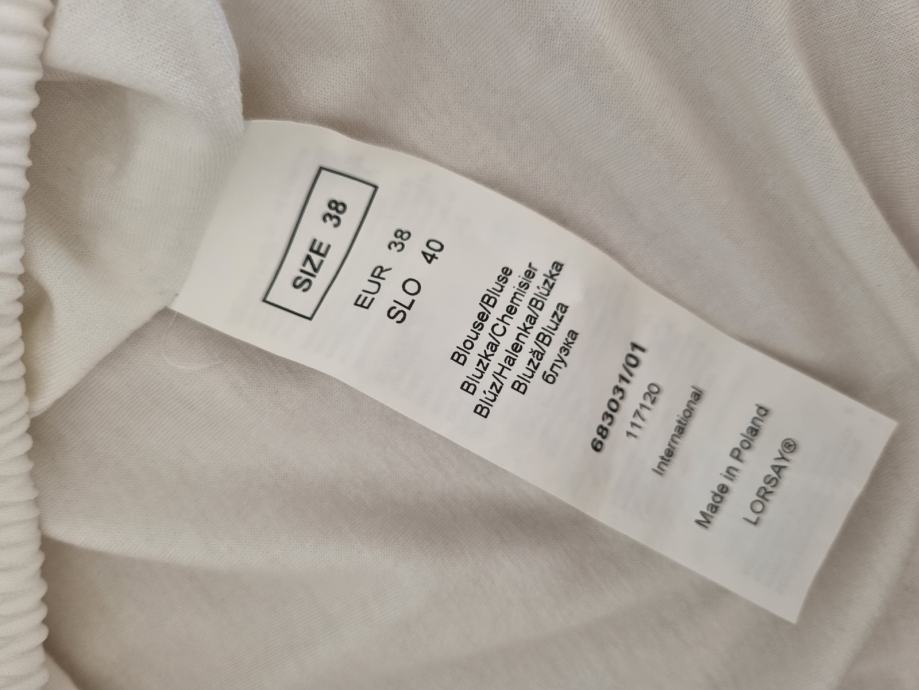 SIZE 38
EUR 38
SLO 40
Blouse/Bluse
Bluzka/Chemisier
Blúz/Halenka/Blúzka
Bluză/Bluza
блузка
683031/01
117120
International
Made in Poland
LORSAY®